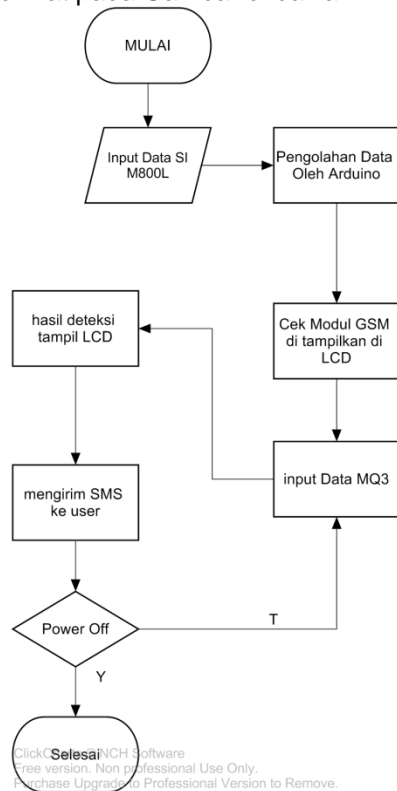 MULAI
Input Data SI
M800L
Pengolahan Data
Oleh Arduino
Cek Modul GSM
di tampilkan di
LCD
input Data MQ3
hasil deteksi
tampil LCD
mengirim SMS
ke user
Power Off
T
Y
Selesai
NCH Software
Free version. Non professional Use Only.
Purchase Upgrade to Professional Version to Remove.